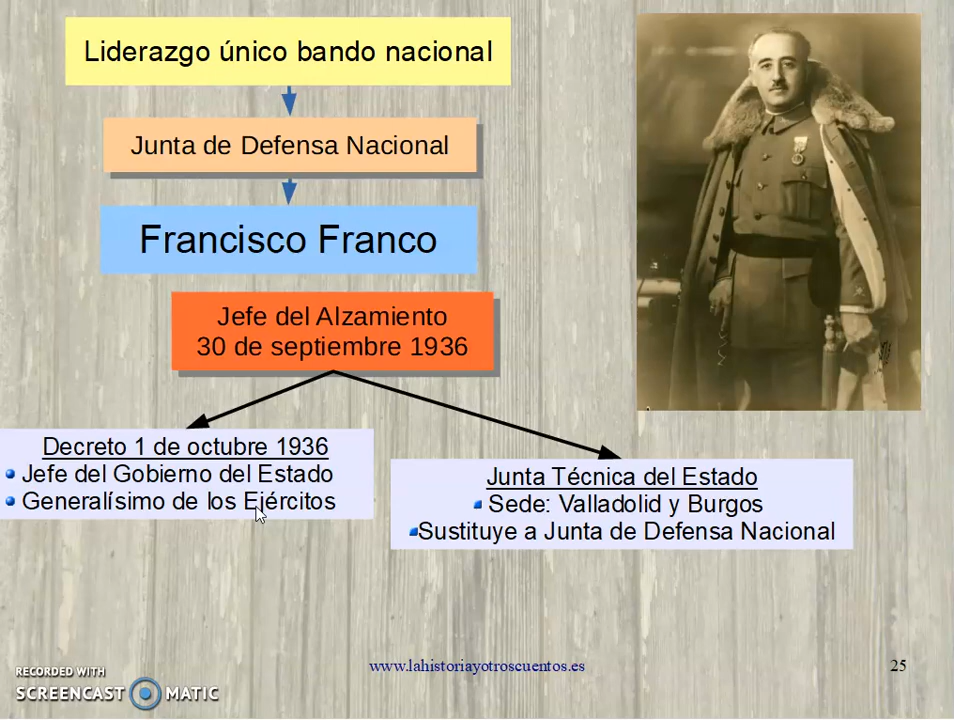 Liderazgo único bando nacional
Junta de Defensa Nacional
Francisco Franco
Jefe del Alzamiento
30 de septiembre 1936
Decreto 1 de octubre 1936
Jefe del Gobierno del Estado
Generalísimo de los Ejércitos
Junta Técnica del Estado
Sede: Valladolid y Burgos
Sustituye a Junta de Defensa Nacional
www.lahistoriayotroscuentos.es
25
RECORDED WITH
SCREENCAST MATIC